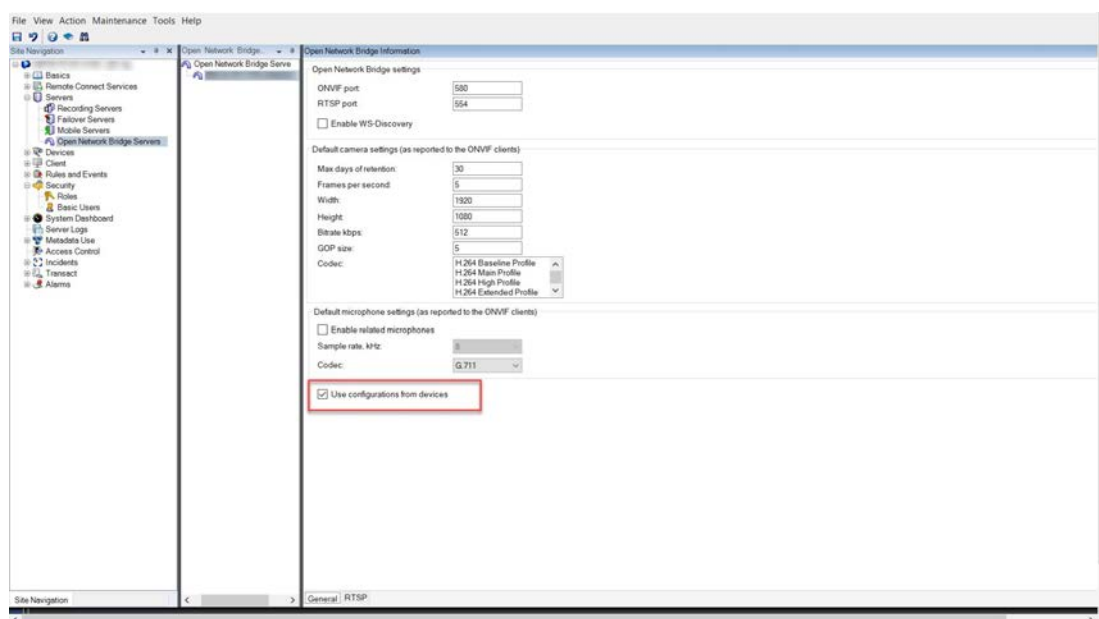 File View Action Maintenance Tools Help
Site Navigation
Basics
Remote Connect Services
Servers
Recording Servers
Failover Servers
Mobile Servers
Open Network Bridge Servers
Devices
Client
Rules and Events
Security
Roles
Basic Users
System Dashboard
Server Logs
Metadata Use
Access Control
Incidents
Transact
Alarms
Site Navigation
Open Network Bridge...
Open Network Bridge Serve
Open Network Bridge Information
Open Network Bridge settings
ONVIF port: 580
RTSP port: 554
Enable WS-Discovery
Default camera settings (as reported to the ONVIF clients)
Max days of retention: 30
Frames per second: 5
Width: 1920
Height: 1080
Bitrate kbps: 512
GOP size: 5
Codec: H.264 Baseline Profile
H.264 Main Profile
H.264 High Profile
H.264 Extended Profile
Default microphone settings (as reported to the ONVIF clients)
Enable related microphones
Sample rate, kHz: 8
Codec: G.711
Use configurations from devices
General RTSP